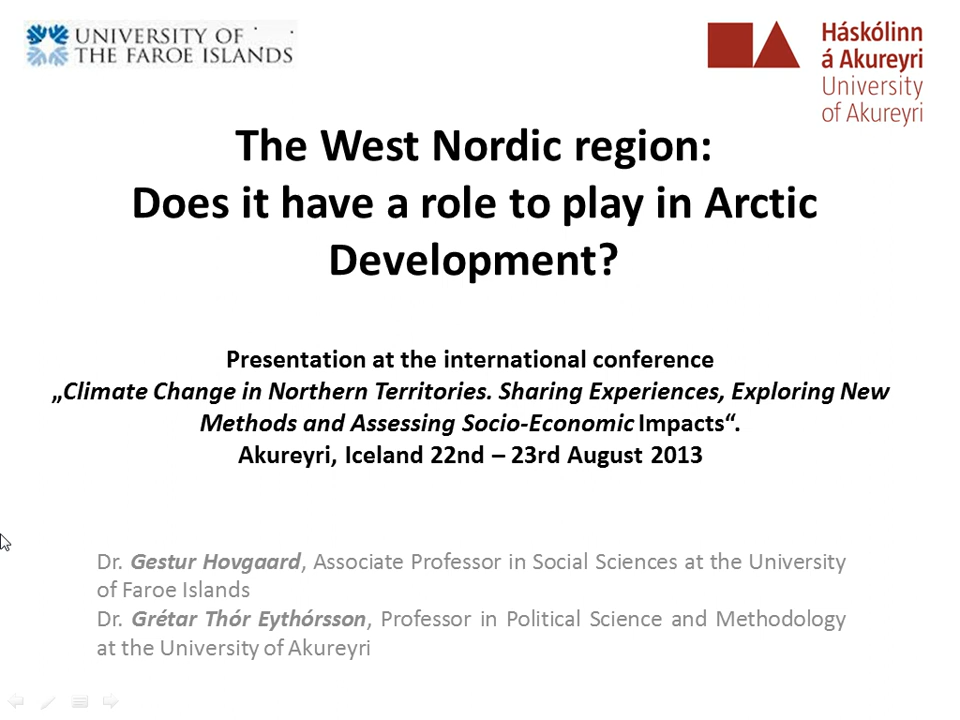 UNIVERSITY OF
THE FAROE ISLANDS
Háskólinn
á Akureyri
University
of Akureyri
The West Nordic region:
Does it have a role to play in Arctic
Development?
Presentation at the international conference
„Climate Change in Northern Territories. Sharing Experiences, Exploring New
Methods and Assessing Socio-Economic Impacts“.
Akureyri, Iceland 22nd – 23rd August 2013
Dr. Gestur Hovgaard, Associate Professor in Social Sciences at the University
of Faroe Islands
Dr. Grétar Thór Eythórsson, Professor in Political Science and Methodology
at the University of Akureyri